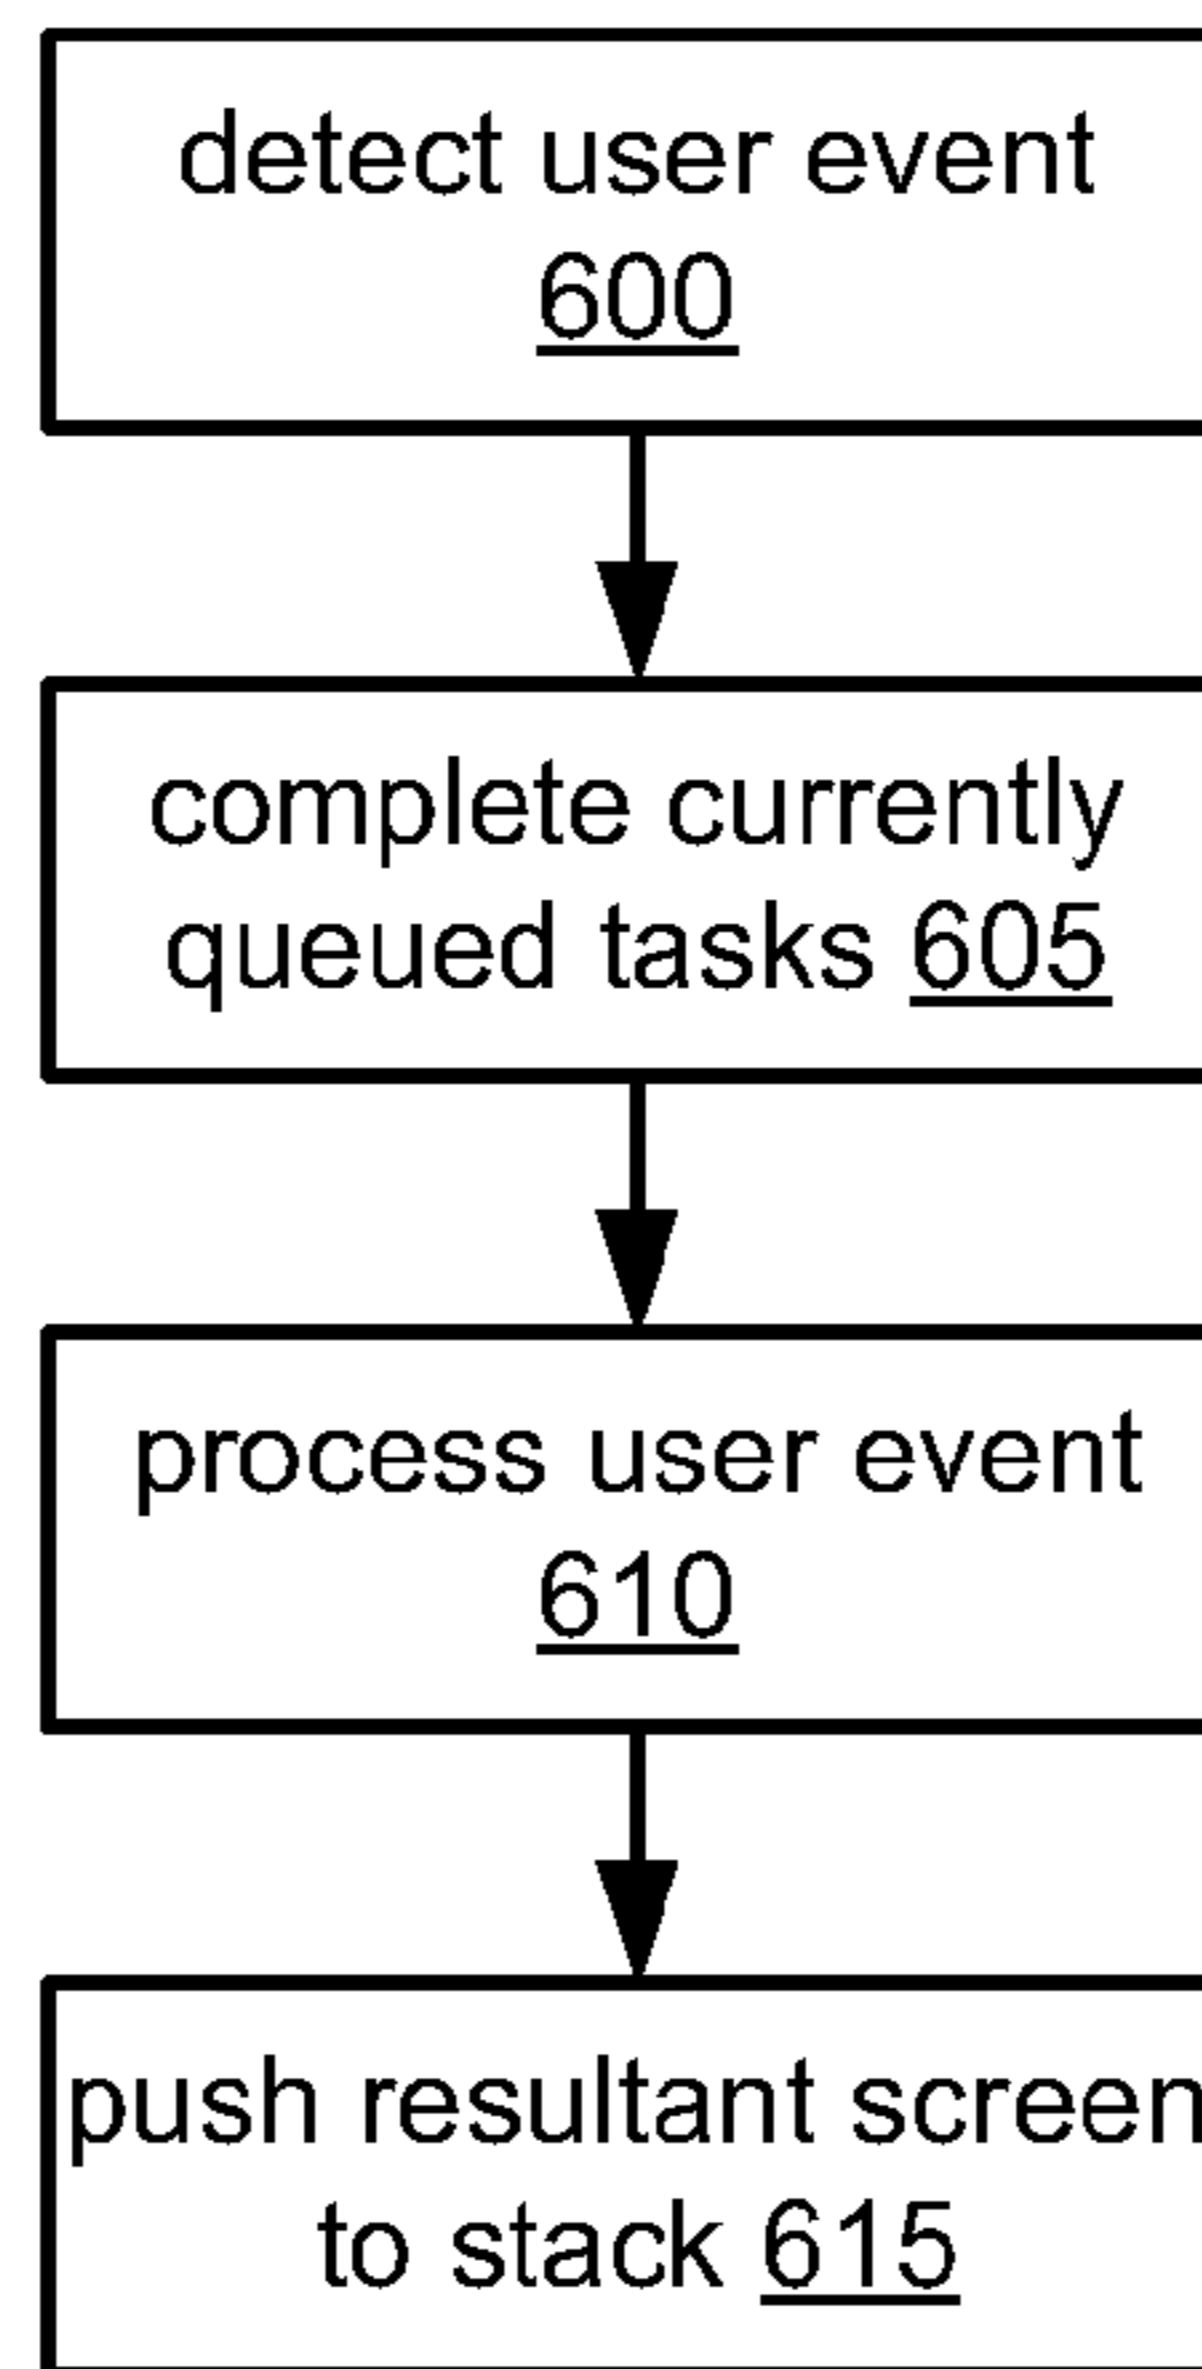 detect user event
600
complete currently
queued tasks 605
process user event
610
push resultant screen
to stack 615